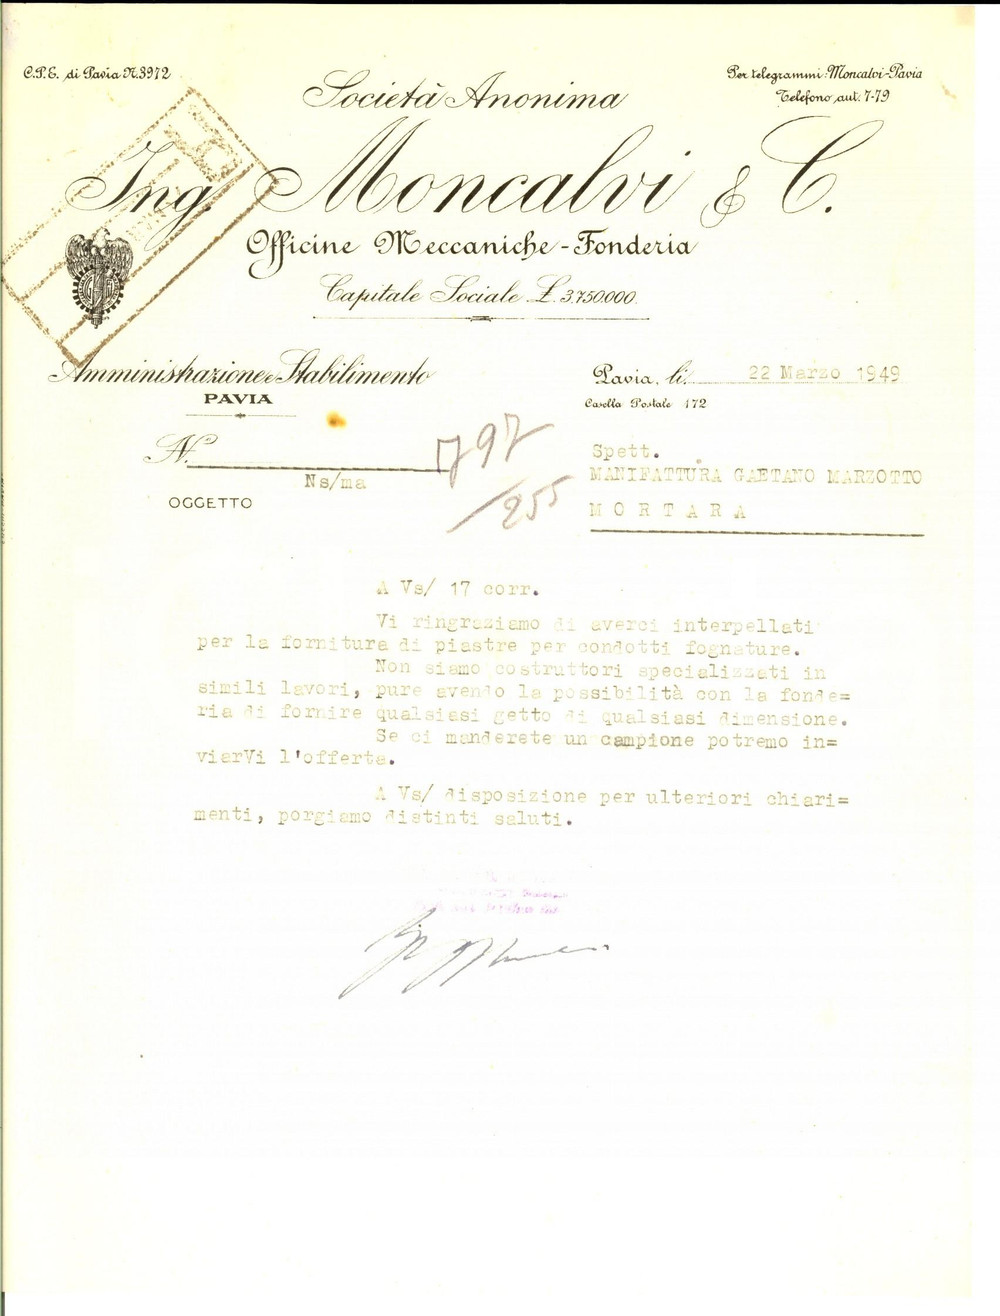 C.P.E. di Pavia N. 3972
Per telegrammi: Moncalvi-Pavia
Telefono aut. 7-79
Società Anonima
Ing. Moncalvi & C.
Officine Meccaniche - Fonderia
Capitale Sociale £. 3.750.000.
Amministrazione e Stabilimento
PAVIA
Pavia, li. 22 Marzo 1949
Casella Postale 172
N. 797
/255
Ns/ma
OGGETTO
Spett.
MANIFATTURA GAETANO MARZOTTO
MORTARA
A Vs/ 17 corr.
Vi ringraziamo di averci interpellati
per la fornitura di piastre per condotti fognature.
Non siamo costruttori specializzati in
simili lavori, pure avendo la possibilità con la fonde=
ria di fornire qualsiasi getto di qualsiasi dimensione.
Se ci manderete un campione potremo in=
viarVi l'offerta.
A Vs/ disposizione per ulteriori chiari=
menti, porgiamo distinti saluti.